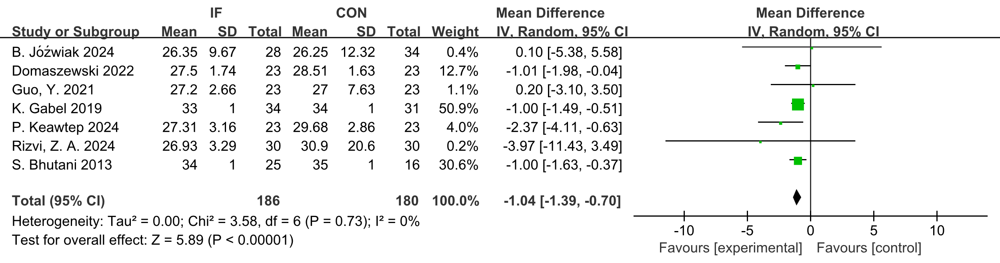 IF CON Mean Difference Mean Difference
Study or Subgroup Mean SD Total Mean SD Total Weight IV, Random, 95% CI IV, Random, 95% CI
B. Jóźwiak 2024 26.35 9.67 28 26.25 12.32 34 0.4% 0.10 [-5.38, 5.58]
Domaszewski 2022 27.5 1.74 23 28.51 1.63 23 12.7% -1.01 [-1.98, -0.04]
Guo, Y. 2021 27.2 2.66 23 27 7.63 23 1.1% 0.20 [-3.10, 3.50]
K. Gabel 2019 33 1 34 34 1 31 50.9% -1.00 [-1.49, -0.51]
P. Keawtep 2024 27.31 3.16 23 29.68 2.86 23 4.0% -2.37 [-4.11, -0.63]
Rizvi, Z. A. 2024 26.93 3.29 30 30.9 20.6 30 0.2% -3.97 [-11.43, 3.49]
S. Bhutani 2013 34 1 25 35 1 16 30.6% -1.00 [-1.63, -0.37]
Total (95% CI) 186 180 100.0% -1.04 [-1.39, -0.70]
Heterogeneity: Tau² = 0.00; Chi² = 3.58, df = 6 (P = 0.73); I² = 0%
Test for overall effect: Z = 5.89 (P < 0.00001)
-10 -5 0 5 10
Favours [experimental] Favours [control]